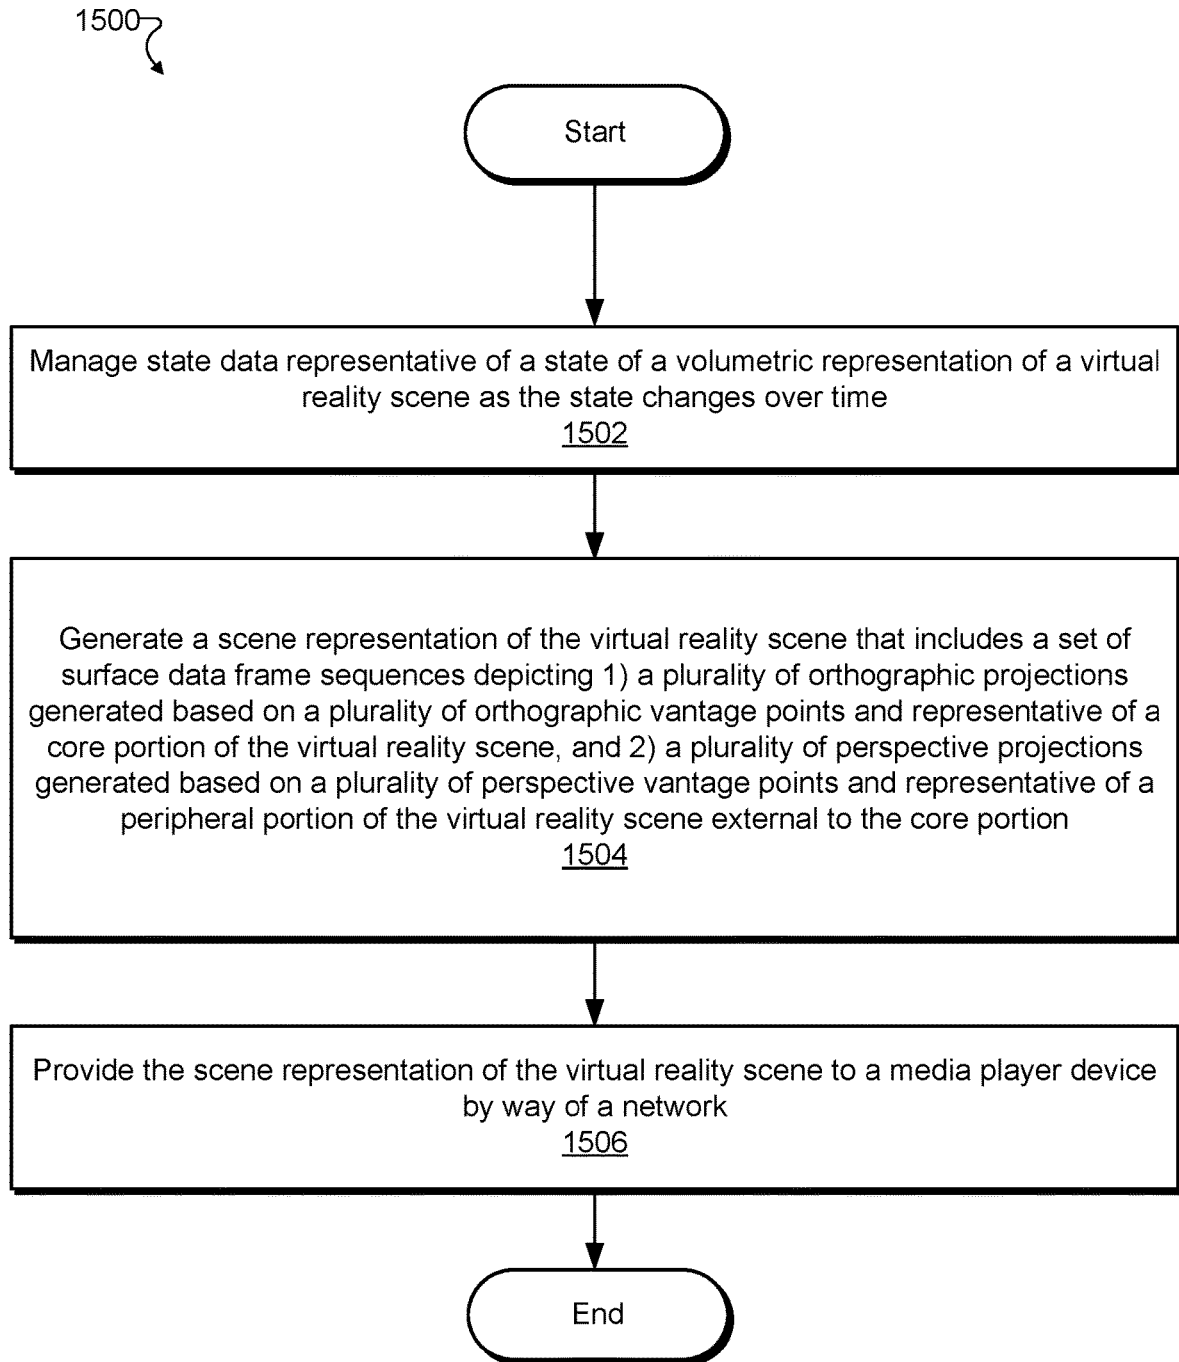 1500
Start
Manage state data representative of a state of a volumetric representation of a virtual
reality scene as the state changes over time
1502
Generate a scene representation of the virtual reality scene that includes a set of
surface data frame sequences depicting 1) a plurality of orthographic projections
generated based on a plurality of orthographic vantage points and representative of a
core portion of the virtual reality scene, and 2) a plurality of perspective projections
generated based on a plurality of perspective vantage points and representative of a
peripheral portion of the virtual reality scene external to the core portion
1504
Provide the scene representation of the virtual reality scene to a media player device
by way of a network
1506
End